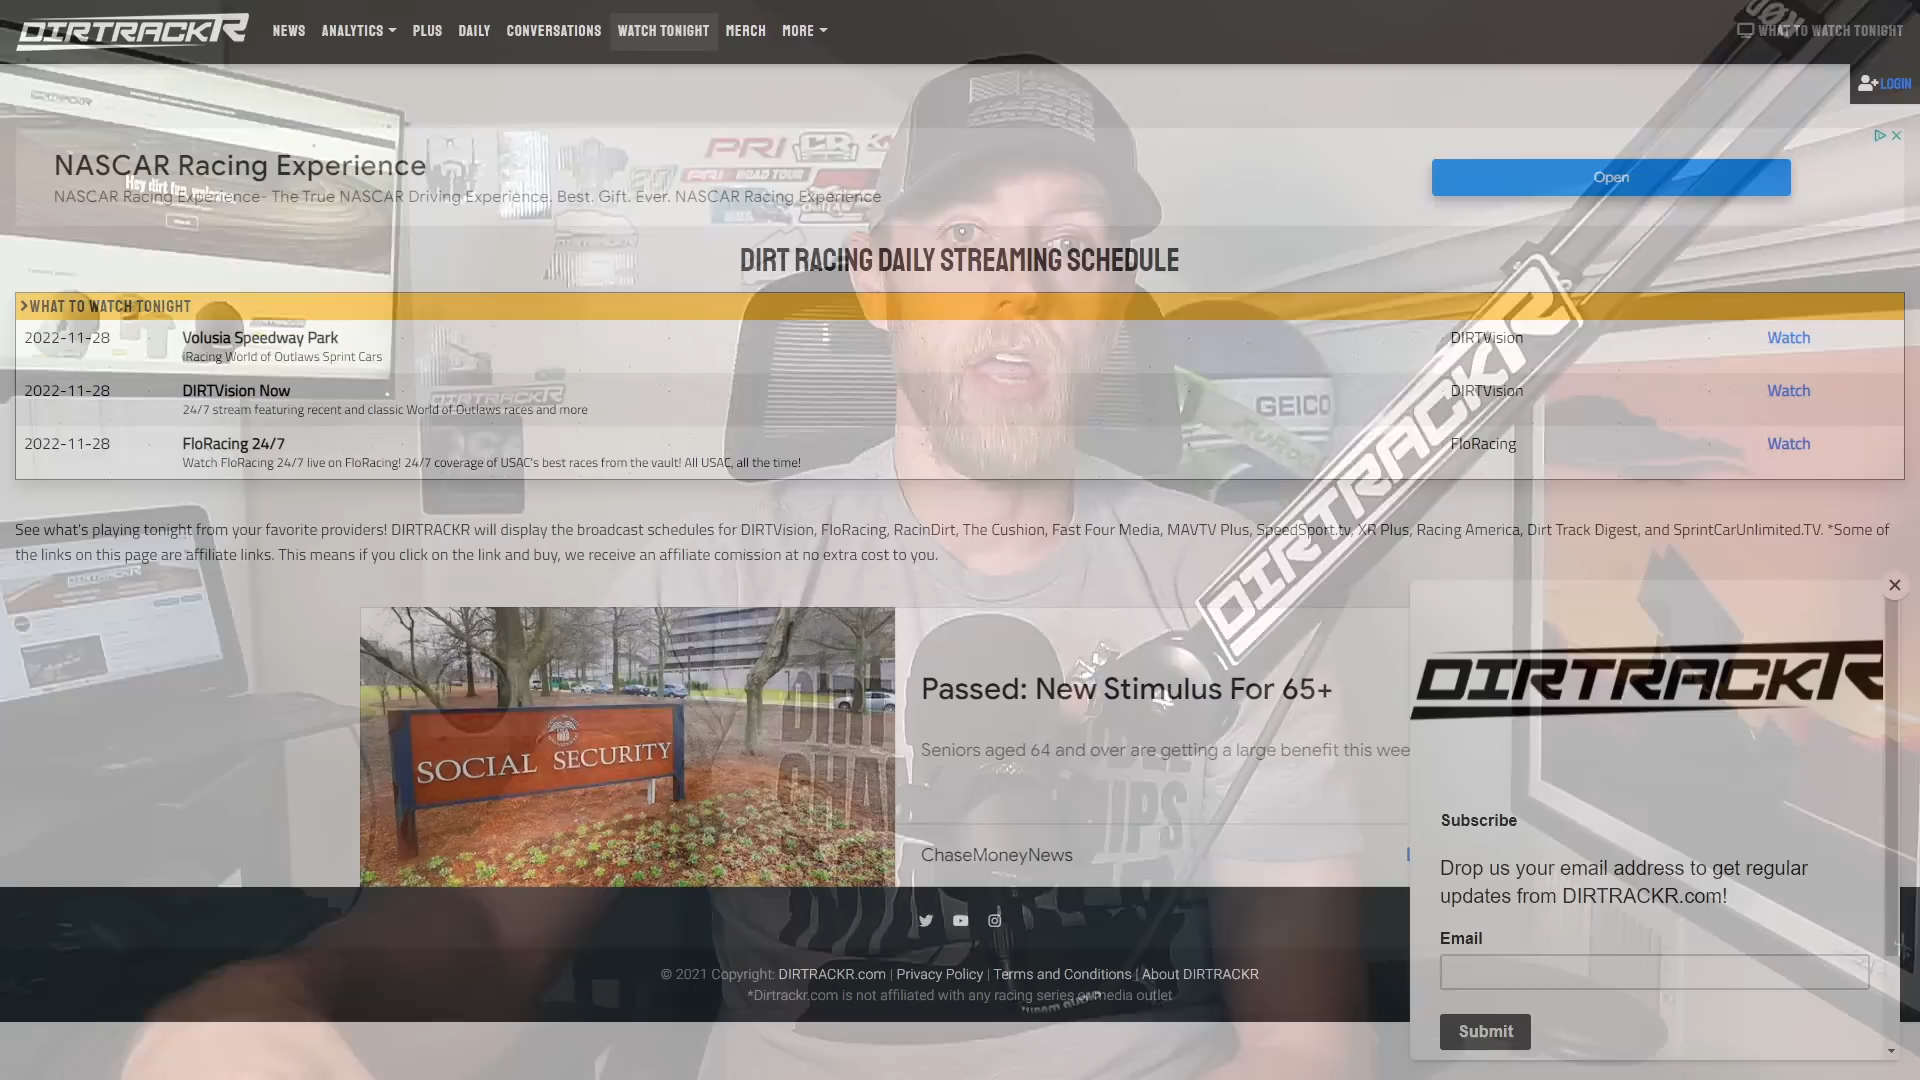 DIRTRACKR
NEWS
ANALYTICS
PLUS
DAILY
CONVERSATIONS
WATCH TONIGHT
MERCH
MORE
WHAT TO WATCH TONIGHT
LOGIN
NASCAR Racing Experience
NASCAR Racing Experience- The True NASCAR Driving Experience. Best. Gift. Ever. NASCAR Racing Experience
Open
PRI
CR
PRI ROAD TOUR
DIRT RACING DAILY STREAMING SCHEDULE
WHAT TO WATCH TONIGHT
2022-11-28 Volusia Speedway Park DIRTVision Watch
iRacing World of Outlaws Sprint Cars
2022-11-28 DIRTVision Now DIRTVision Watch
24/7 stream featuring recent and classic World of Outlaws races and more
2022-11-28 FloRacing 24/7 FloRacing Watch
Watch FloRacing 24/7 live on FloRacing! 24/7 coverage of USAC's best races from the vault! All USAC, all the time!
GEICO
DIRTRACKR
See what's playing tonight from your favorite providers! DIRTRACKR will display the broadcast schedules for DIRTVision, FloRacing, RacinDirt, The Cushion, Fast Four Media, MAVTV Plus, SpeedSport.tv, XR Plus, Racing America, Dirt Track Digest, and SprintCarUnlimited.TV. *Some of
the links on this page are affiliate links. This means if you click on the link and buy, we receive an affiliate comission at no extra cost to you.
SOCIAL SECURITY
Passed: New Stimulus For 65+
Seniors aged 64 and over are getting a large benefit this wee
ChaseMoneyNews
DIRTRACKR
Subscribe
Drop us your email address to get regular
updates from DIRTRACKR.com!
Email
Submit
© 2021 Copyright: DIRTRACKR.com | Privacy Policy | Terms and Conditions | About DIRTRACKR
*Dirtrackr.com is not affiliated with any racing series or media outlet